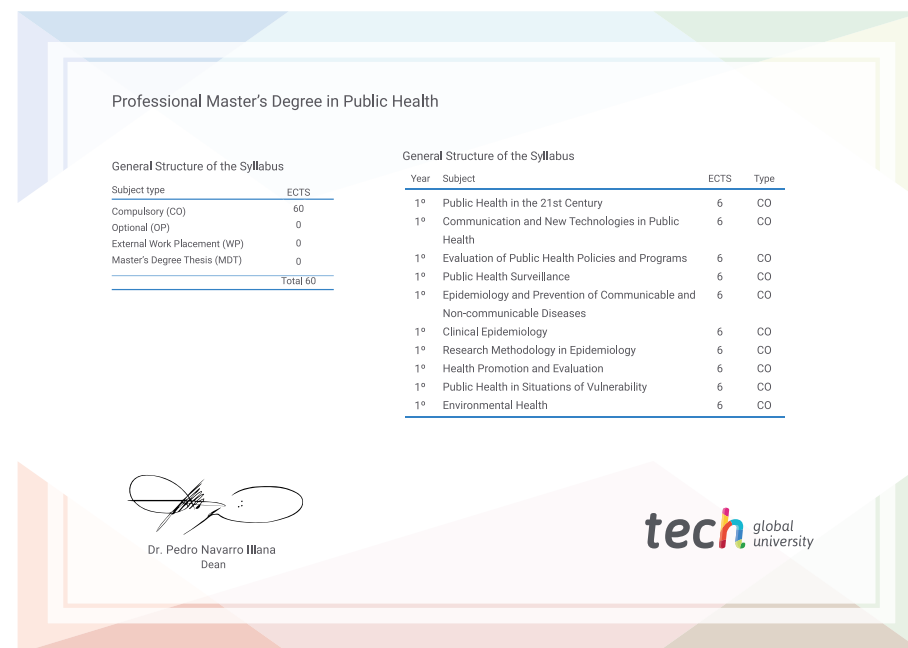 Professional Master's Degree in Public Health
General Structure of the Syllabus
Subject type ECTS
Compulsory (CO) 60
Optional (OP) 0
External Work Placement (WP) 0
Master's Degree Thesis (MDT) 0
Total 60
General Structure of the Syllabus
Year Subject ECTS Type
1º Public Health in the 21st Century 6 CO
1º Communication and New Technologies in Public 6 CO
Health
1º Evaluation of Public Health Policies and Programs 6 CO
1º Public Health Surveillance 6 CO
1º Epidemiology and Prevention of Communicable and 6 CO
Non-communicable Diseases
1º Clinical Epidemiology 6 CO
1º Research Methodology in Epidemiology 6 CO
1º Health Promotion and Evaluation 6 CO
1º Public Health in Situations of Vulnerability 6 CO
1º Environmental Health 6 CO
Dr. Pedro Navarro Illana
Dean
tech global
university